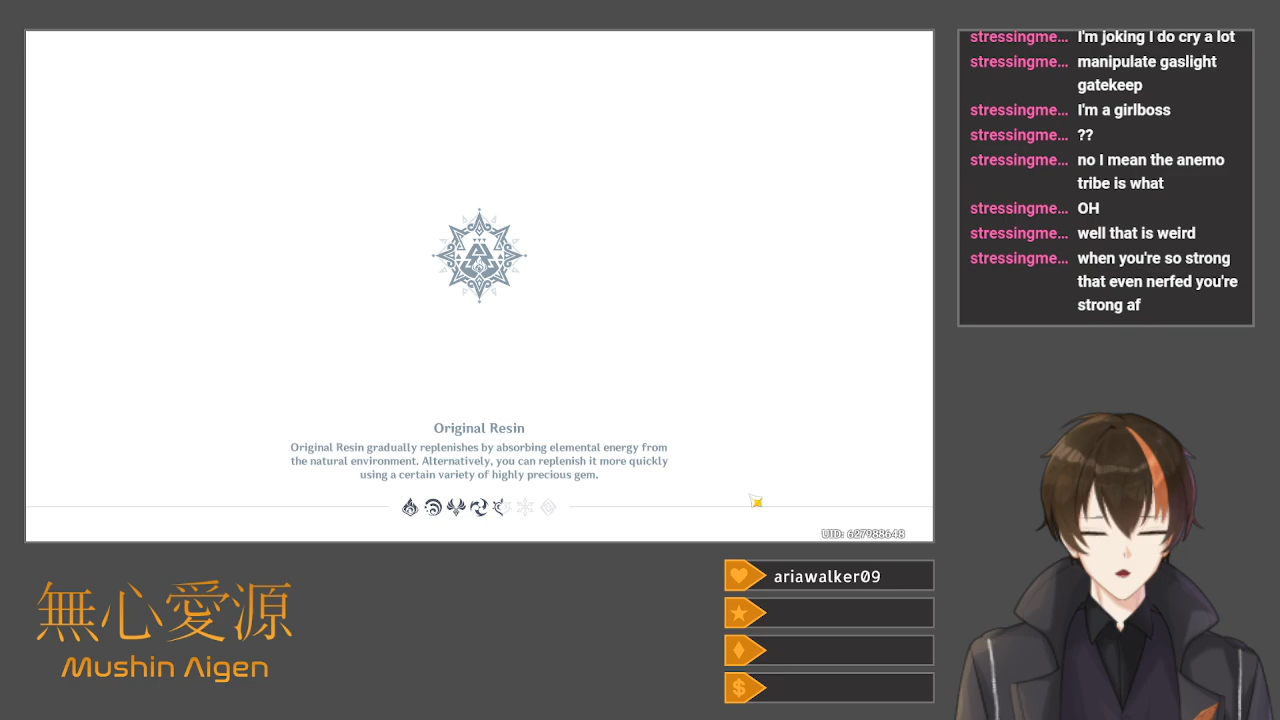 stressingme... I'm joking I do cry a lot
stressingme... manipulate gaslight
gatekeep
stressingme... I'm a girlboss
stressingme... ??
stressingme... no I mean the anemo
tribe is what
stressingme... OH
stressingme... well that is weird
stressingme... when you're so strong
that even nerfed you're
strong af
Original Resin
Original Resin gradually replenishes by absorbing elemental energy from
the natural environment. Alternatively, you can replenish it more quickly
using a certain variety of highly precious gem.
UID: 627988648
無心愛源
Mushin Aigen
ariawalker09